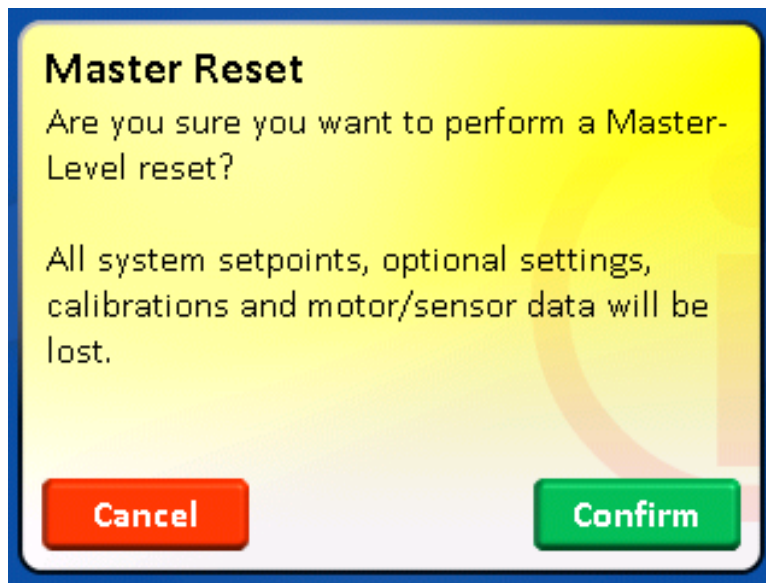 Master Reset
Are you sure you want to perform a Master-
Level reset?
All system setpoints, optional settings,
calibrations and motor/sensor data will be
lost.
Cancel
Confirm